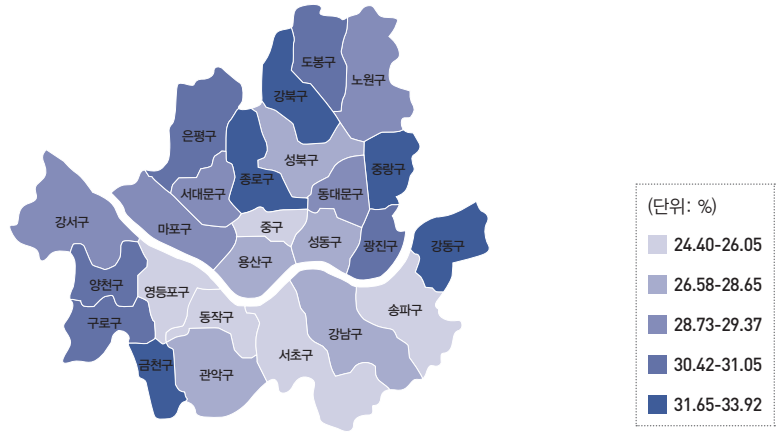 도봉구
노원구
강북구
은평구
성북구
중랑구
종로구
서대문구
동대문구
강서구
마포구
중구
성동구
광진구
강동구
용산구
양천구
영등포구
송파구
구로구
동작구
강남구
서초구
금천구
관악구
(단위: %)
24.40-26.05
26.58-28.65
28.73-29.37
30.42-31.05
31.65-33.92